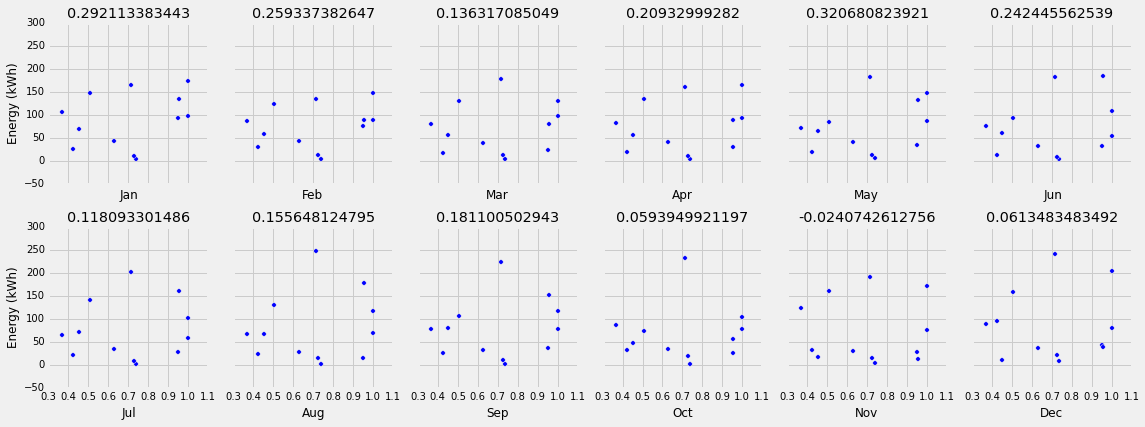 0.292113383443 0.259337382647 0.136317085049 0.20932999282 0.320680823921 0.242445562539
300
250
200
150
100
50
0
−50
Energy (kWh)
Jan Feb Mar Apr May Jun
0.118093301486 0.155648124795 0.181100502943 0.0593949921197 -0.0240742612756 0.0613483483492
300
250
200
150
100
50
0
−50
Energy (kWh)
0.3 0.4 0.5 0.6 0.7 0.8 0.9 1.0 1.1 0.3 0.4 0.5 0.6 0.7 0.8 0.9 1.0 1.1 0.3 0.4 0.5 0.6 0.7 0.8 0.9 1.0 1.1 0.3 0.4 0.5 0.6 0.7 0.8 0.9 1.0 1.1 0.3 0.4 0.5 0.6 0.7 0.8 0.9 1.0 1.1 0.3 0.4 0.5 0.6 0.7 0.8 0.9 1.0 1.1
Jul Aug Sep Oct Nov Dec